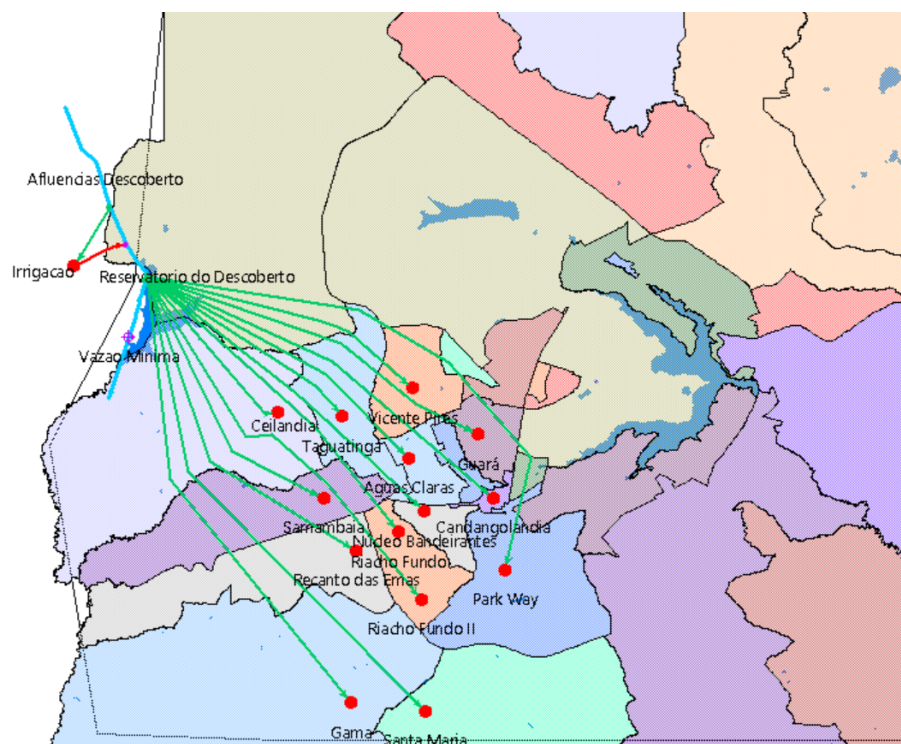 Afluencias Descoberto
Irrigacao
Reservatorio do Descoberto
Vazao Minima
Ceilandia
Vicente Pires
Taguatinga
Guará
Aguas Claras
Samambaia
Candangolandia
Núcleo Bandeirantes
Riacho Fundo
Recanto das Emas
Park Way
Riacho Fundo II
Gama
Santa Maria